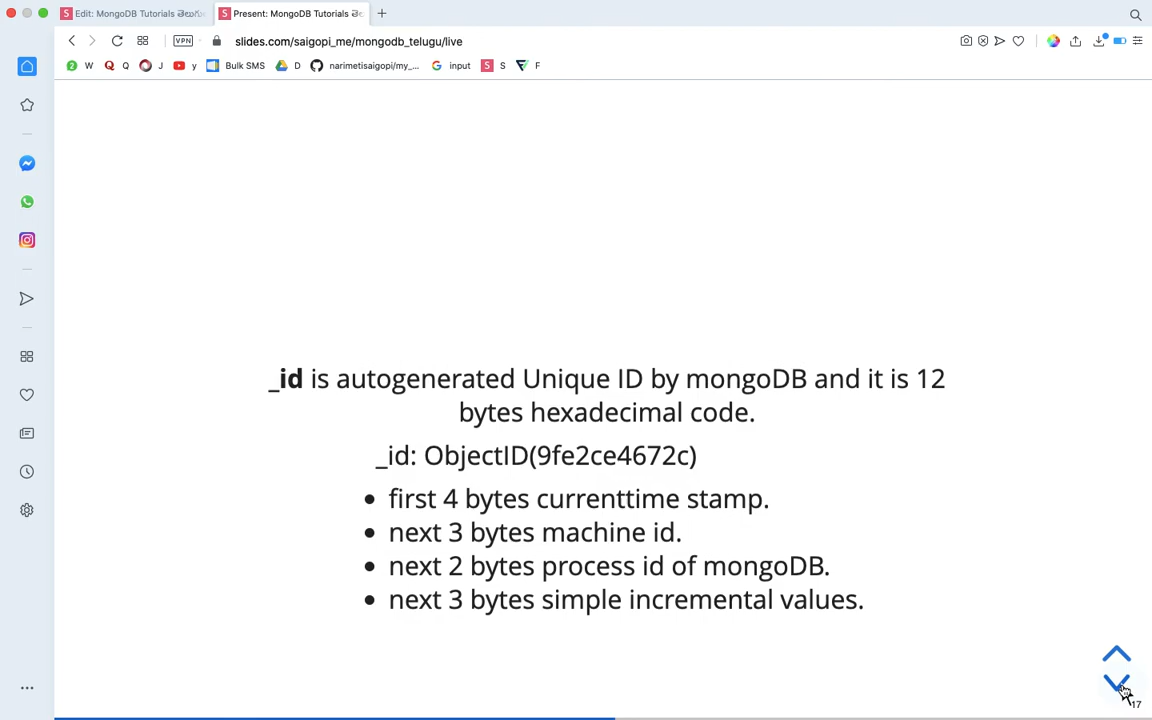 Edit: MongoDB Tutorials
Present: MongoDB Tutorials
VPN
slides.com/saigopi_me/mongodb_telugu/live
2 W Q J y Bulk SMS D narimetisaigopi/my_... input S S F
_id is autogenerated Unique ID by mongoDB and it is 12
bytes hexadecimal code.
_id: ObjectID(9fe2ce4672c)
• first 4 bytes currenttime stamp.
• next 3 bytes machine id.
• next 2 bytes process id of mongoDB.
• next 3 bytes simple incremental values.
17